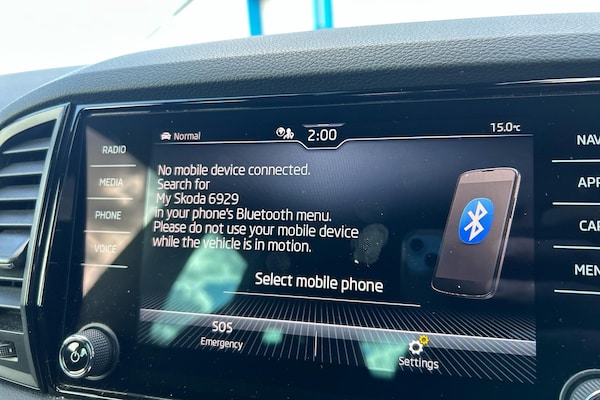 Normal
2:00
15.0°C
RADIO
MEDIA
PHONE
VOICE
No mobile device connected.
Search for
My Skoda 6929
in your phone's Bluetooth menu.
Please do not use your mobile device
while the vehicle is in motion.
Select mobile phone
SOS
Emergency
Settings
NAV
APP
CAR
MEN